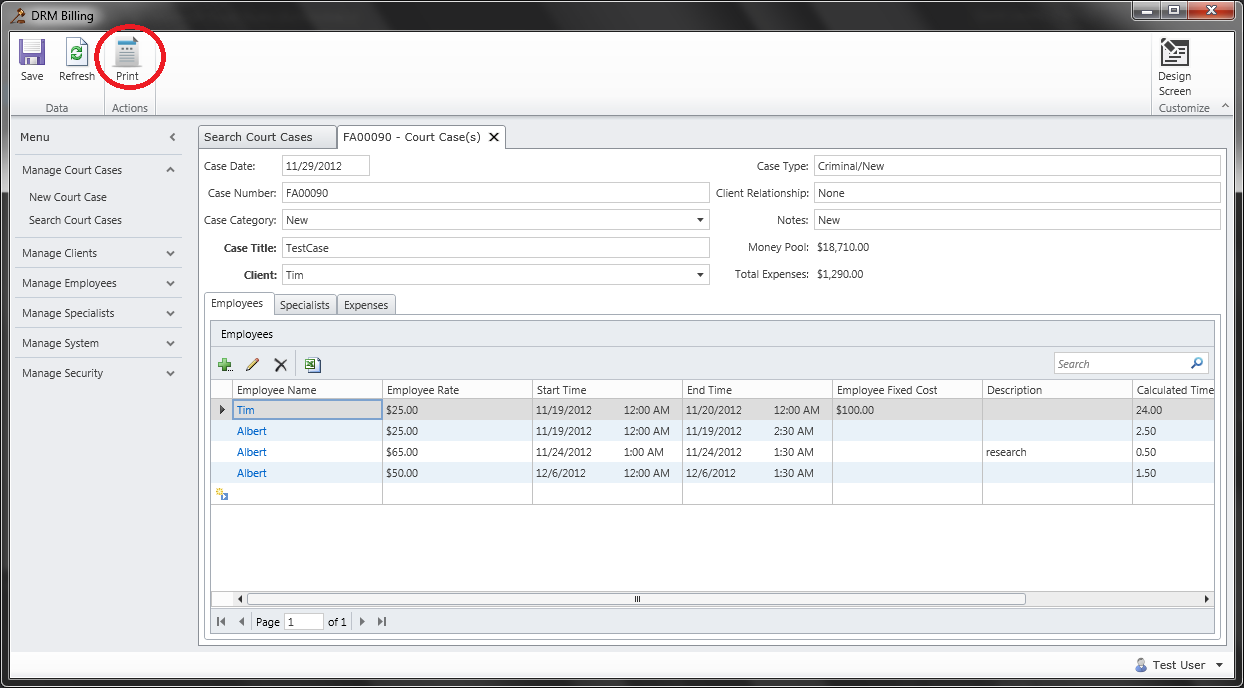 DRM Billing
Save Refresh Print
Data Actions
Design
Screen
Customize
Menu
Manage Court Cases
New Court Case
Search Court Cases
Manage Clients
Manage Employees
Manage Specialists
Manage System
Manage Security
Search Court Cases FA00090 - Court Case(s)
Case Date: 11/29/2012 Case Type: Criminal/New
Case Number: FA00090 Client Relationship: None
Case Category: New Notes: New
Case Title: TestCase Money Pool: $18,710.00
Client: Tim Total Expenses: $1,290.00
Employees Specialists Expenses
Employees
Search
Employee Name Employee Rate Start Time End Time Employee Fixed Cost Description Calculated Time
Tim $25.00 11/19/2012 12:00 AM 11/20/2012 12:00 AM $100.00 24.00
Albert $25.00 11/19/2012 12:00 AM 11/19/2012 2:30 AM 2.50
Albert $65.00 11/24/2012 1:00 AM 11/24/2012 1:30 AM research 0.50
Albert $50.00 12/6/2012 12:00 AM 12/6/2012 1:30 AM 1.50
Page 1 of 1
Test User